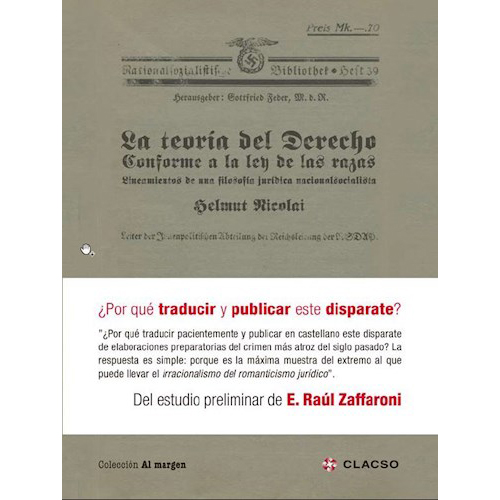 Preis Mk. —.70
Nationalsozialistische Bibliothek • Heft 39
Herausgeber: Gottfried Feder, M. d. R.
La teoría del Derecho
Conforme a la ley de las razas
Lineamientos de una filosofía jurídica nacionalsocialista
Helmut Nicolai
Leiter der Innenpolitischen Abteilung der Reichsleitung der NSDAP.
¿Por qué traducir y publicar este disparate?
"¿Por qué traducir pacientemente y publicar en castellano este disparate
de elaboraciones preparatorias del crimen más atroz del siglo pasado? La
respuesta es simple: porque es la máxima muestra del extremo al que
puede llevar el irracionalismo del romanticismo jurídico".
Del estudio preliminar de E. Raúl Zaffaroni
Colección Al margen
CLACSO